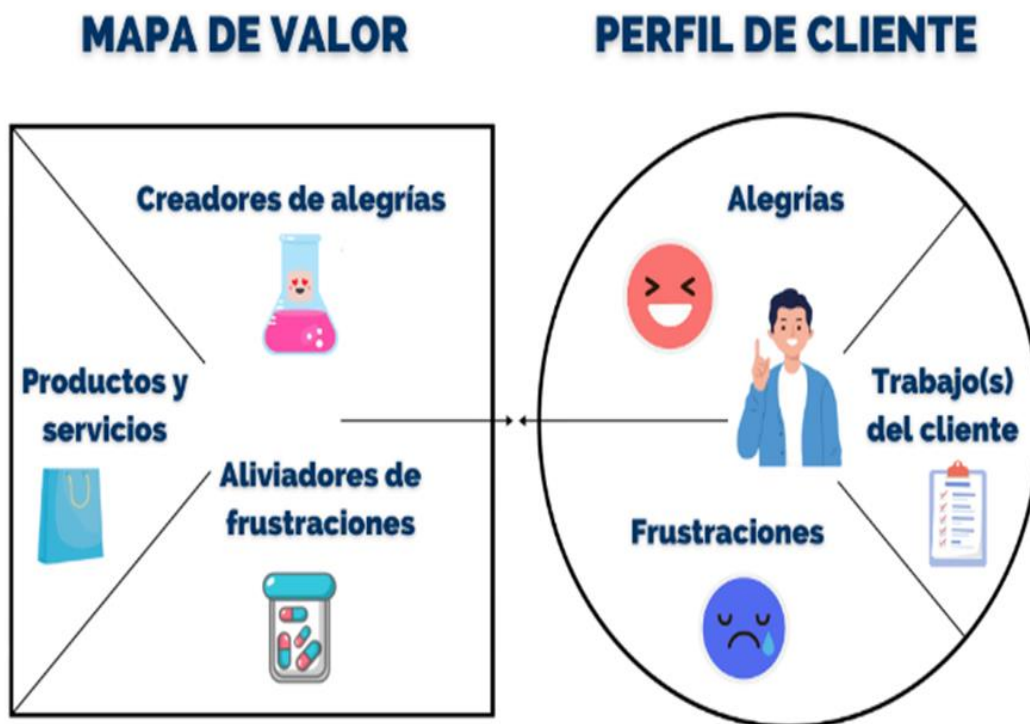 MAPA DE VALOR
PERFIL DE CLIENTE
Creadores de alegrías
Productos y
servicios
Aliviadores de
frustraciones
Alegrías
Trabajo(s)
del cliente
Frustraciones